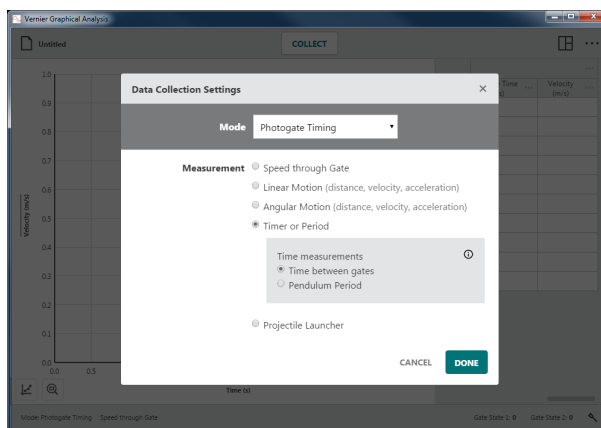 Vernier Graphical Analysis
Untitled
COLLECT
1.0
0.9
0.8
0.7
0.6
0.5
0.4
0.3
0.2
0.1
0.0
Velocity (m/s)
0.0
0.5
Time (s)
Time
Velocity
(m/s)
Data Collection Settings
Mode
Photogate Timing
Measurement
Speed through Gate
Linear Motion (distance, velocity, acceleration)
Angular Motion (distance, velocity, acceleration)
Timer or Period
Time measurements
Time between gates
Pendulum Period
Projectile Launcher
CANCEL
DONE
Mode: Photogate Timing Speed through Gate
Gate State 1: 0 Gate State 2: 0